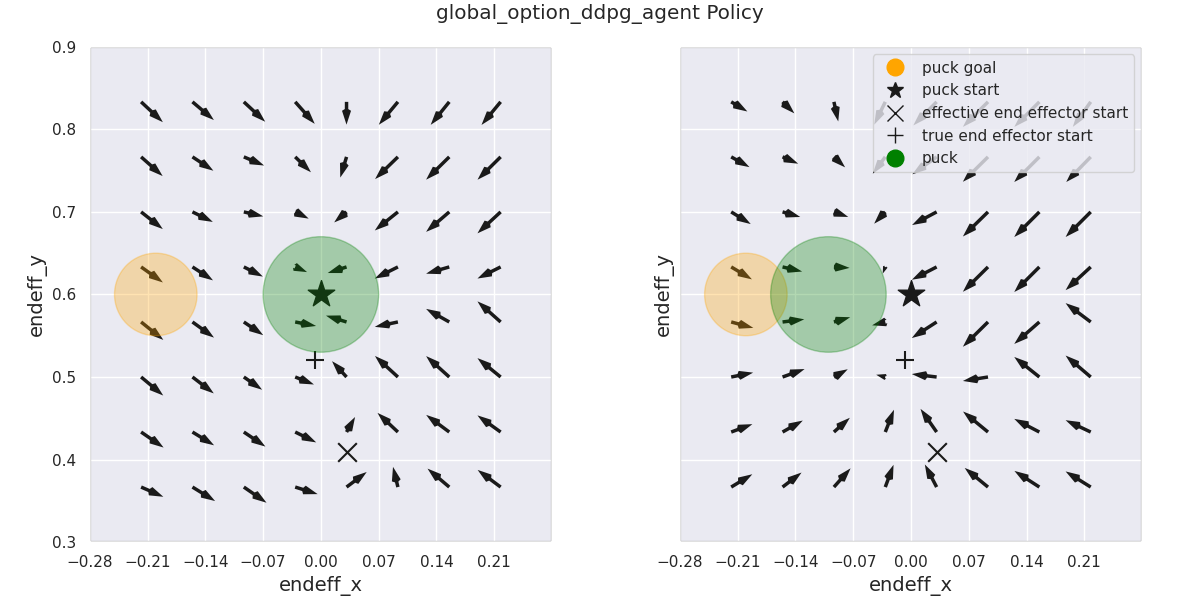 global_option_ddpg_agent Policy
0.9
0.8
0.7
0.6
0.5
0.4
0.3
endeff_y
−0.28 −0.21 −0.14 −0.07 0.00 0.07 0.14 0.21
endeff_x
puck goal
puck start
effective end effector start
true end effector start
puck
endeff_y
−0.28 −0.21 −0.14 −0.07 0.00 0.07 0.14 0.21
endeff_x